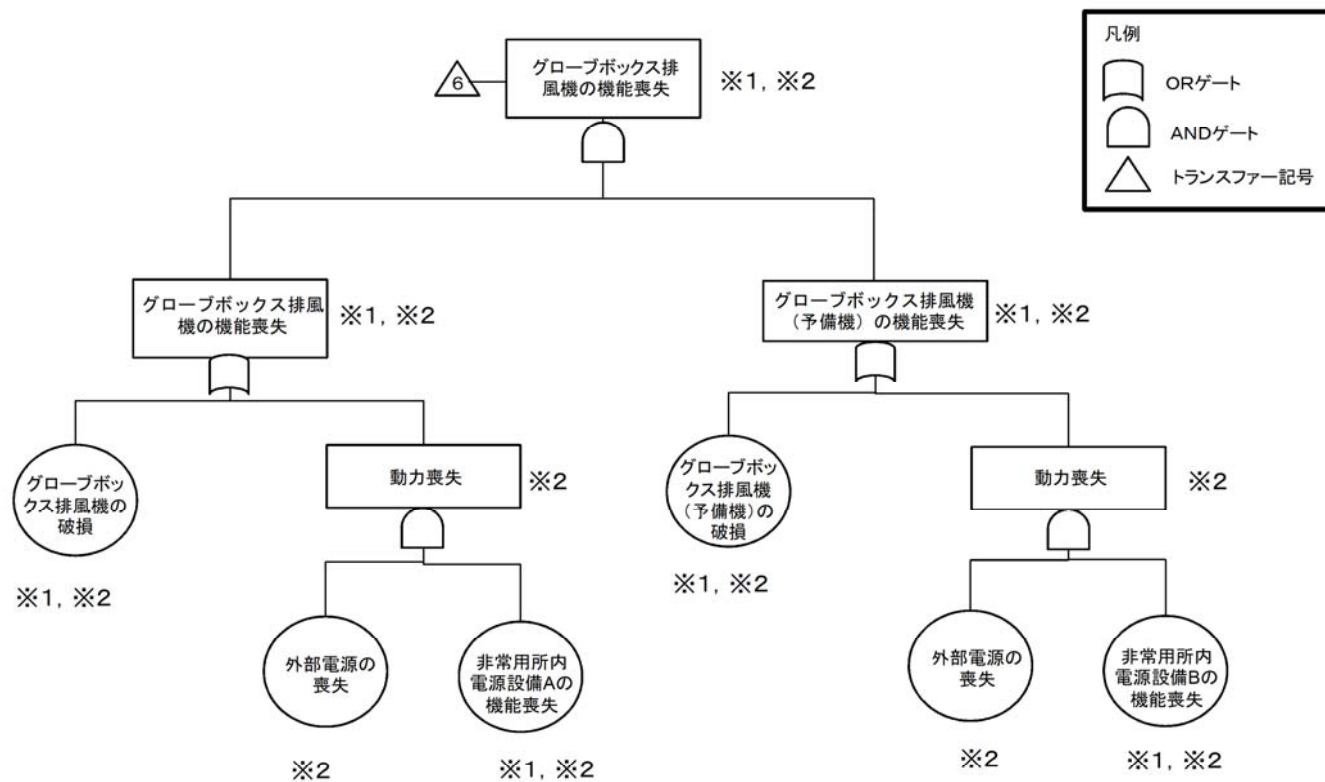 凡例
ORゲート
ANDゲート
トランスファー記号
6
グローブボックス排
風機の機能喪失
※1, ※2
グローブボックス排風
機の機能喪失
※1, ※2
グローブボックス排風機
（予備機）の機能喪失
※1, ※2
グローブボッ
クス排風機の
破損
※1, ※2
動力喪失
※2
グローブボッ
クス排風機
（予備機）の
破損
※1, ※2
動力喪失
※2
外部電源の
喪失
※2
非常用所内
電源設備Aの
機能喪失
※1, ※2
外部電源の
喪失
※2
非常用所内
電源設備Bの
機能喪失
※1, ※2